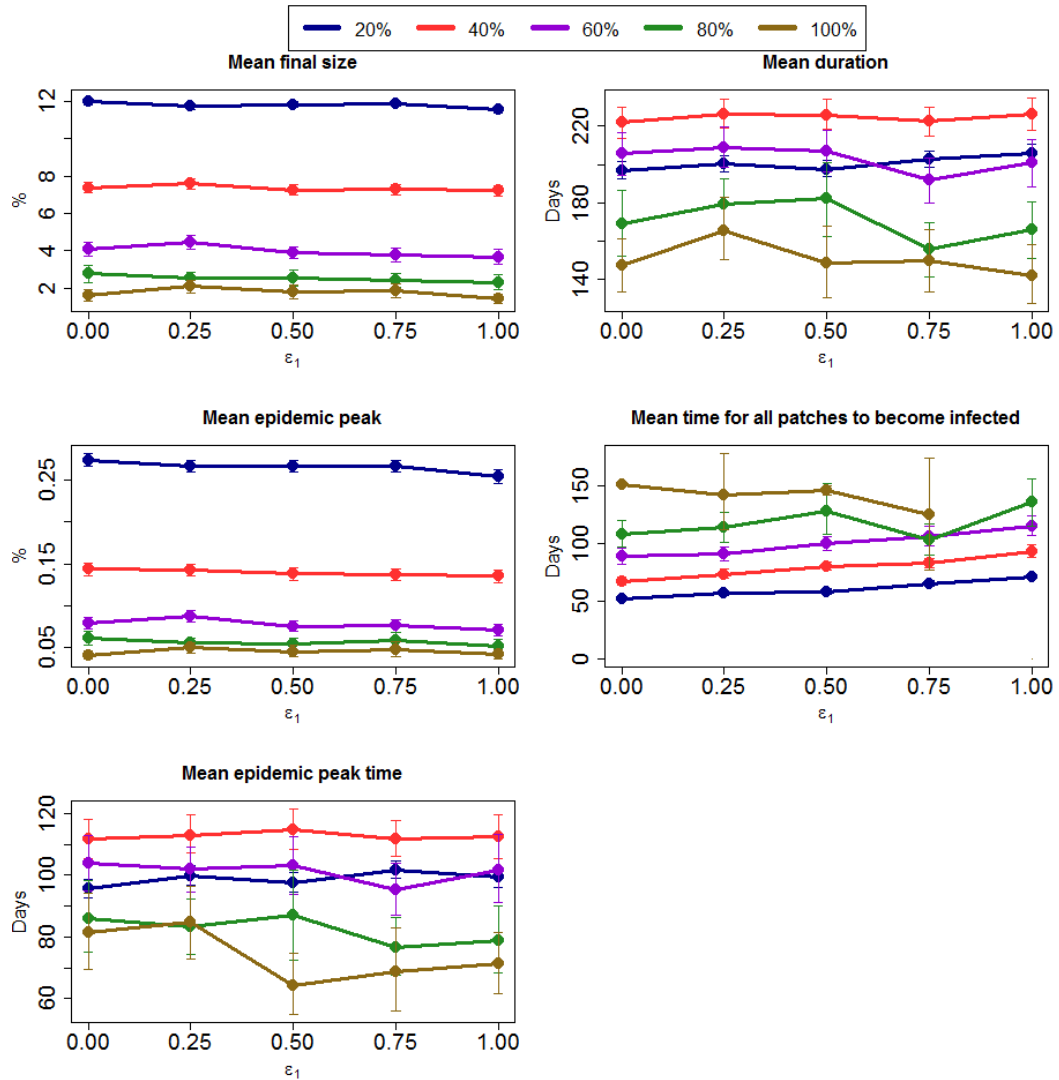 20% 40% 60% 80% 100%
Mean final size
%
12
8
6
4
2
0.00 0.25 0.50 0.75 1.00
ε1
Mean duration
Days
220
180
140
0.00 0.25 0.50 0.75 1.00
ε1
Mean epidemic peak
%
0.25
0.15
0.05
0.00 0.25 0.50 0.75 1.00
ε1
Mean time for all patches to become infected
Days
150
100
50
0
0.00 0.25 0.50 0.75 1.00
ε1
Mean epidemic peak time
Days
120
100
80
60
0.00 0.25 0.50 0.75 1.00
ε1